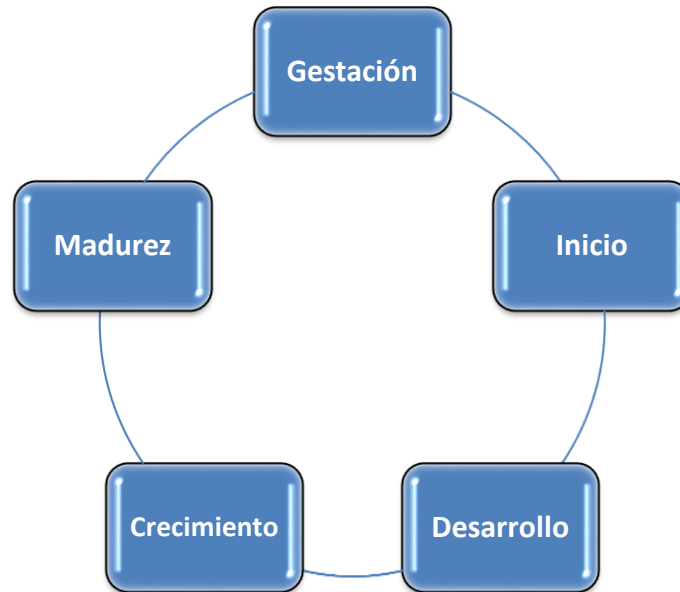 Gestación
Inicio
Desarrollo
Crecimiento
Madurez